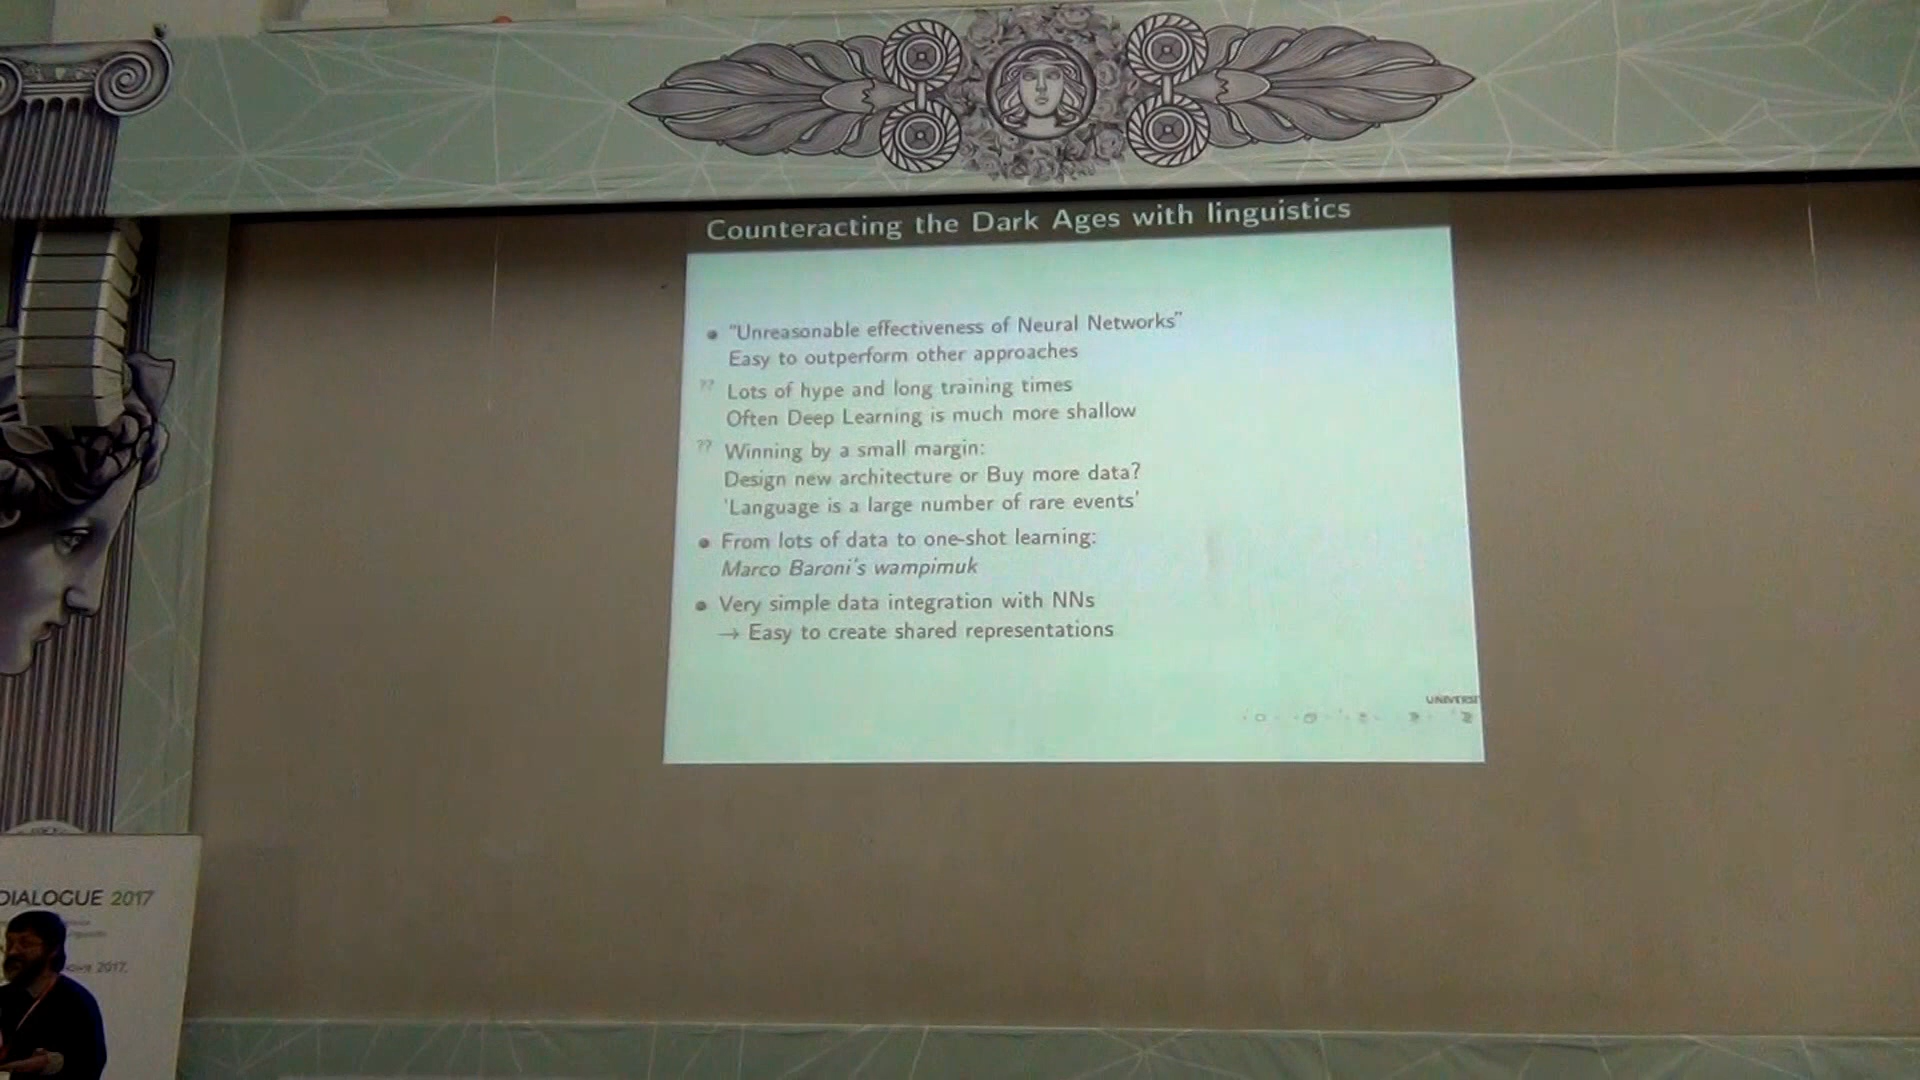 Counteracting the Dark Ages with linguistics
"Unreasonable effectiveness of Neural Networks"
Easy to outperform other approaches
?? Lots of hype and long training times
Often Deep Learning is much more shallow
?? Winning by a small margin:
Design new architecture or Buy more data?
'Language is a large number of rare events'
From lots of data to one-shot learning:
Marco Baroni's wampimuk
Very simple data integration with NNs
→ Easy to create shared representations
UNIVERSI
DIALOGUE 2017
2017,